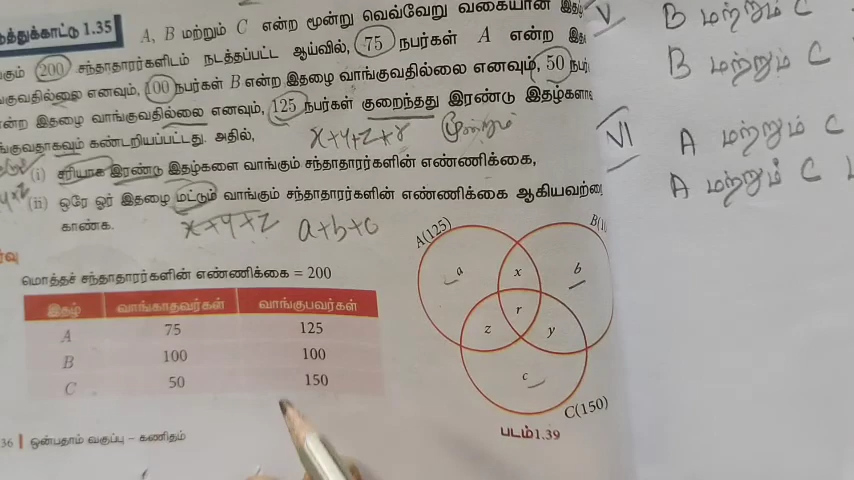 டுத்துக்காட்டு 1.35 A, B மற்றும் C என்ற மூன்று வெவ்வேறு வகையான
கும் 200 சந்தாதாரர்களிடம் நடத்தப்பட்ட ஆய்வில், 75 நபர்கள் A என்ற
குவதில்லை எனவும், 100 நபர்கள் B என்ற இதழை வாங்குவதில்லை எனவும், 50
என்ற இதழை வாங்குவதில்லை எனவும், 125 நபர்கள் குறைந்தது இரண்டு
குவதாகவும் கண்டறியப்பட்டது. அதில்,
x+y+z+r மூன்றும்
(i) சரியாக இரண்டு இதழ்களை வாங்கும் சந்தாதாரர்களின் எண்ணிக்கை,
(ii) ஒரே ஓர் இதழை மட்டும் வாங்கும் சந்தாதாரர்களின் எண்ணிக்கை ஆகியவற்றை
காண்க.
x+y+z a+b+c
மொத்தச் சந்தாதாரர்களின் எண்ணிக்கை = 200
இதழ் வாங்காதவர்கள் வாங்குபவர்கள்
A 75 125
B 100 100
C 50 150
36 ஒன்பதாம் வகுப்பு – கணிதம்
A(125)
a x b
r
z y
c
C(150)
படம்1.39
V B மற்றும் C
B மற்றும் C
VI A மற்றும் C
A மற்றும் C